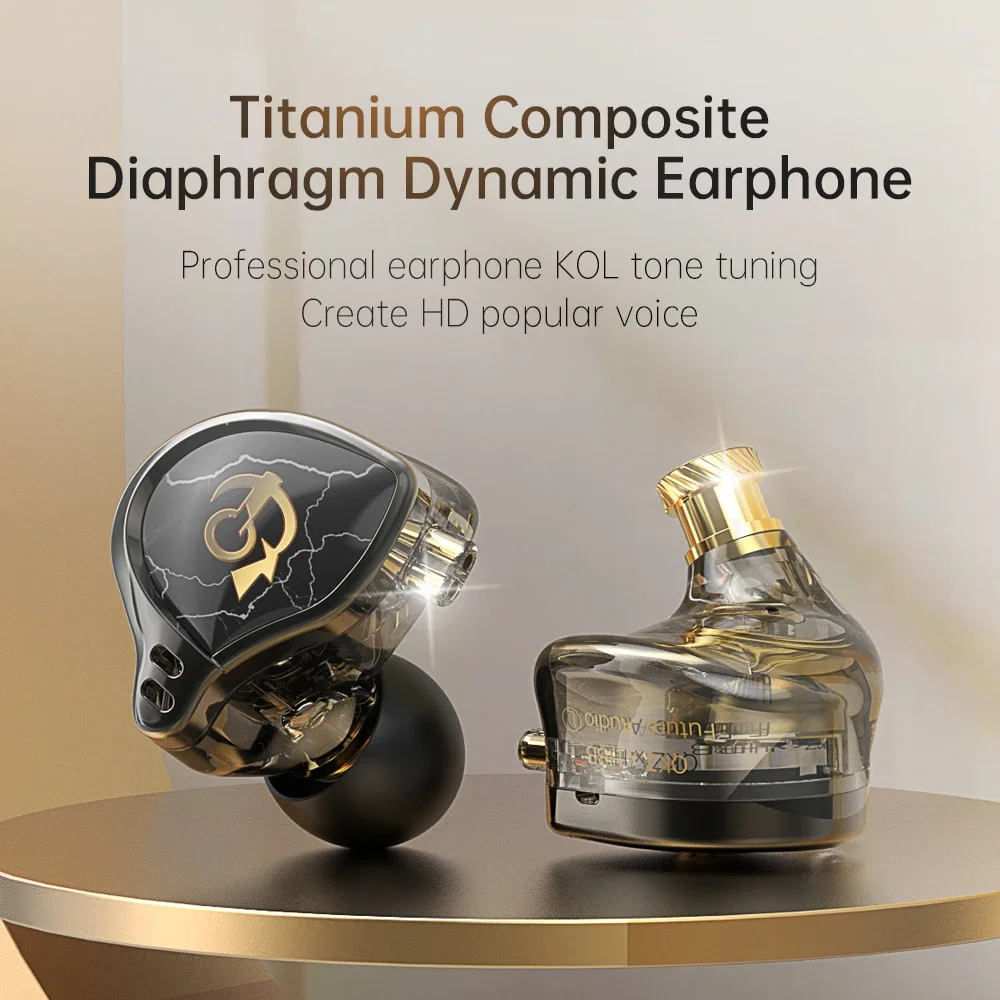 Titanium Composite
Diaphragm Dynamic Earphone
Professional earphone KOL tone tuning
Create HD popular voice